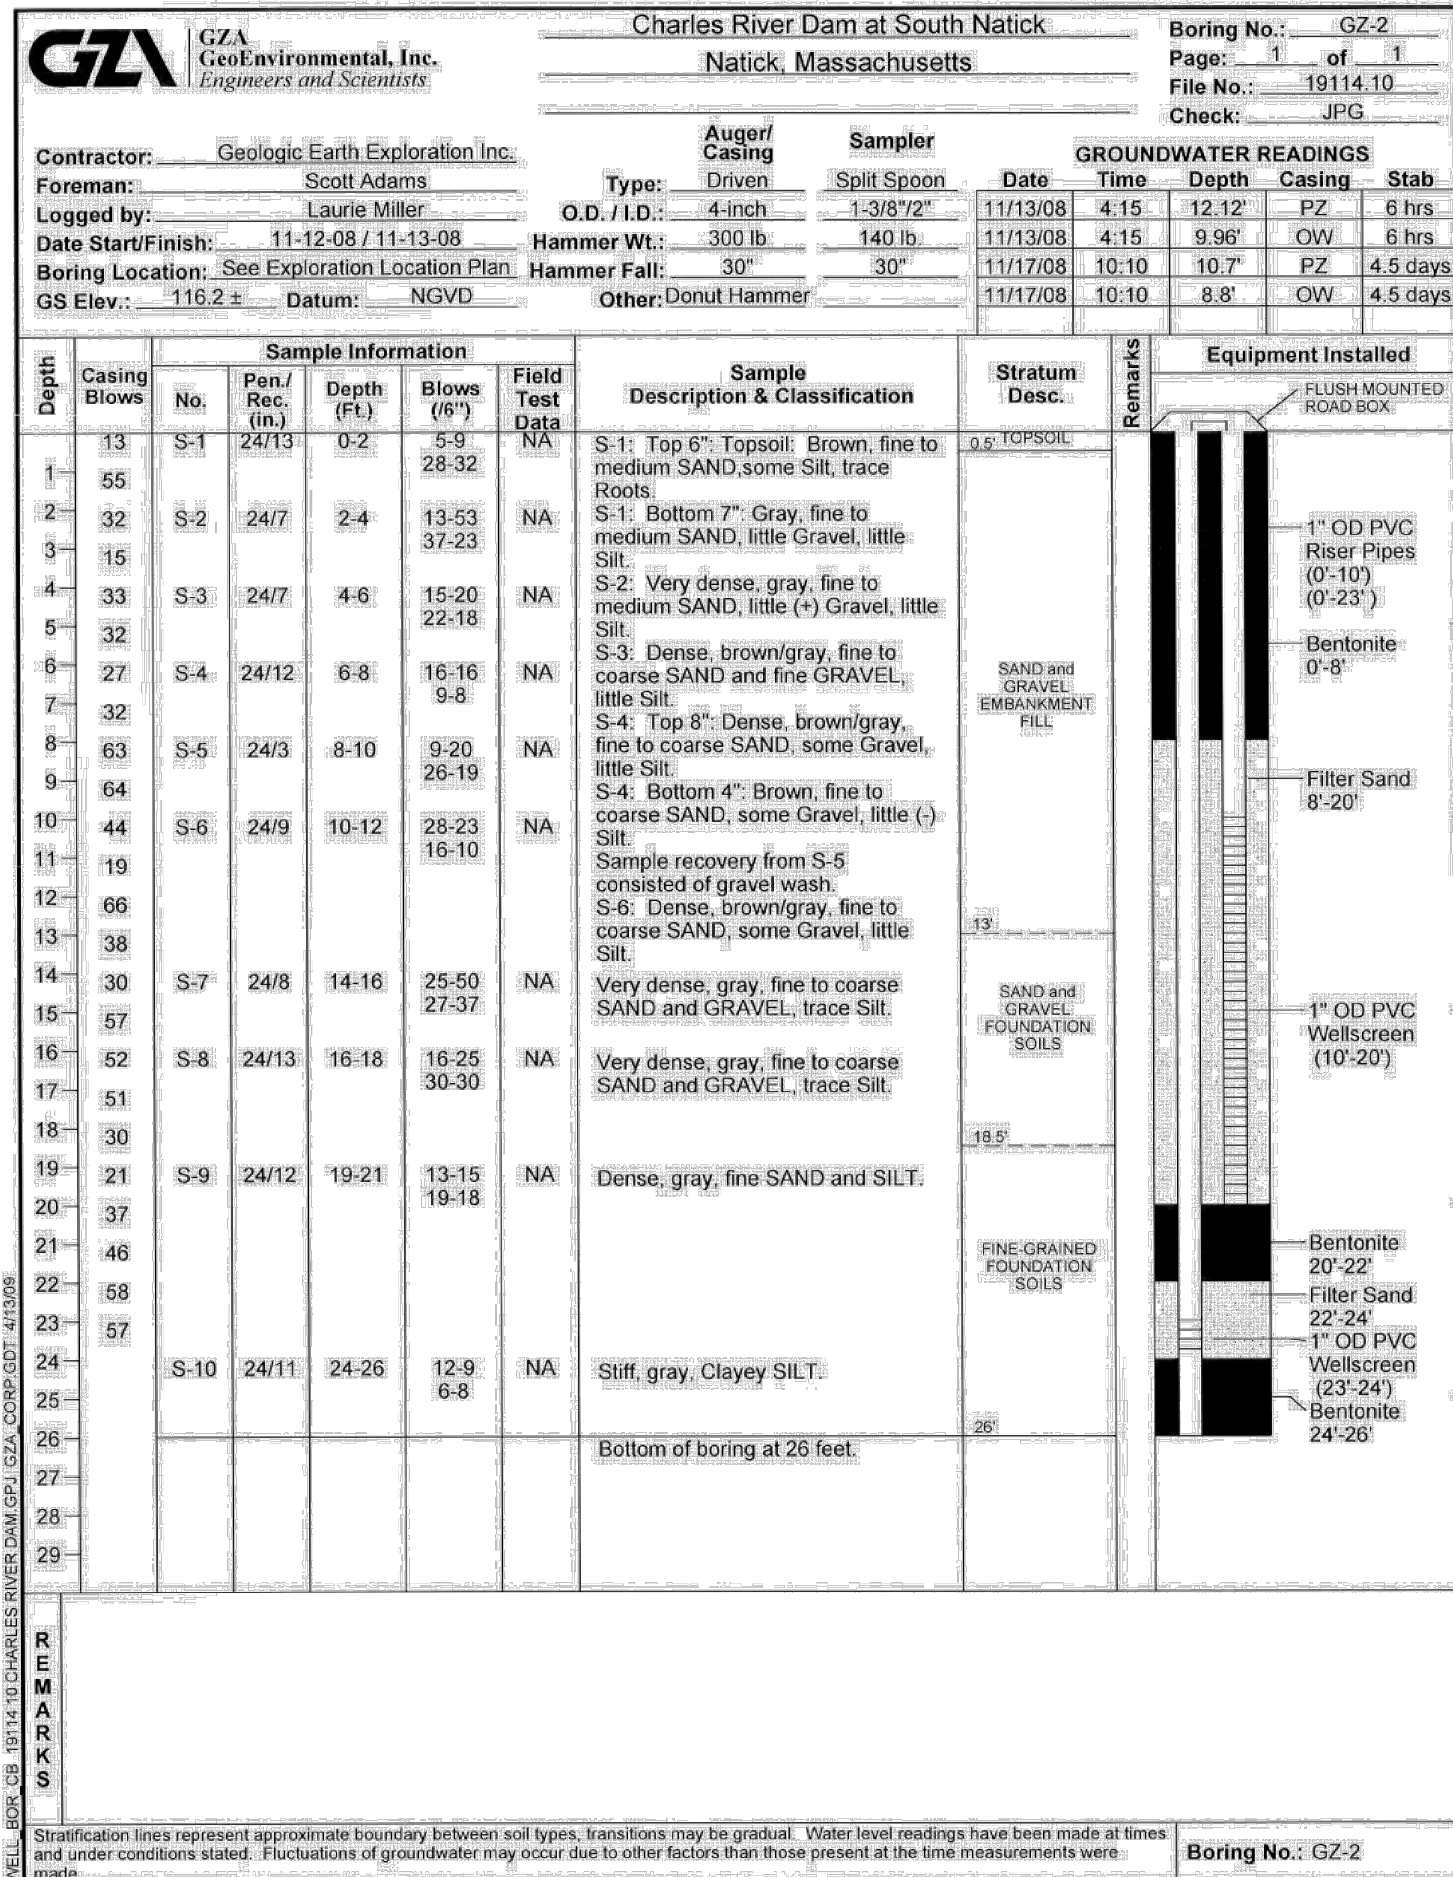 GZA
GZA
GeoEnvironmental, Inc.
Engineers and Scientists
Charles River Dam at South Natick
Natick, Massachusetts
Boring No.: GZ-2
Page: 1 of 1
File No.: 19114.10
Check: JPG
Contractor: Geologic Earth Exploration Inc.
Foreman: Scott Adams
Logged by: Laurie Miller
Date Start/Finish: 11-12-08 / 11-13-08
Boring Location: See Exploration Location Plan
GS Elev.: 116.2 ± Datum: NGVD
Auger/ Casing Sampler
Type: Driven Split Spoon
O.D. / I.D.: 4-inch 1-3/8"/2"
Hammer Wt.: 300 lb 140 lb
Hammer Fall: 30" 30"
Other: Donut Hammer
GROUNDWATER READINGS
Date Time Depth Casing Stab
11/13/08 4:15 12.12' PZ 6 hrs
11/13/08 4:15 9.96' OW 6 hrs
11/17/08 10:10 10.7' PZ 4.5 days
11/17/08 10:10 8.8' OW 4.5 days
Depth
Casing Blows
Sample Information
No.
Pen./ Rec. (in.)
Depth (Ft.)
Blows (/6")
Field Test Data
Sample
Description & Classification
Stratum Desc.
Remarks
Equipment Installed
13 S-1 24/13 0-2 5-9 NA
28-32
1
55
2
32 S-2 24/7 2-4 13-53 NA
37-23
3
15
4
33 S-3 24/7 4-6 15-20 NA
22-18
5
32
6
27 S-4 24/12 6-8 16-16 NA
9-8
7
32
8
63 S-5 24/3 8-10 9-20 NA
26-19
9
64
10
44 S-6 24/9 10-12 28-23 NA
16-10
11
19
12
66
13
38
14
30 S-7 24/8 14-16 25-50 NA
27-37
15
57
16
52 S-8 24/13 16-18 16-25 NA
30-30
17
51
18
30
19
21 S-9 24/12 19-21 13-15 NA
19-18
20
37
21
46
22
58
23
57
24
S-10 24/11 24-26 12-9 NA
6-8
25
26
27
28
29
S-1: Top 6": Topsoil: Brown, fine to
medium SAND,some Silt, trace
Roots.
S-1: Bottom 7": Gray, fine to
medium SAND, little Gravel, little
Silt.
S-2: Very dense, gray, fine to
medium SAND, little (+) Gravel, little
Silt.
S-3: Dense, brown/gray, fine to
coarse SAND and fine GRAVEL,
little Silt.
S-4: Top 8": Dense, brown/gray,
fine to coarse SAND, some Gravel,
little Silt.
S-4: Bottom 4": Brown, fine to
coarse SAND, some Gravel, little (-)
Silt.
Sample recovery from S-5
consisted of gravel wash.
S-6: Dense, brown/gray, fine to
coarse SAND, some Gravel, little
Silt.
Very dense, gray, fine to coarse
SAND and GRAVEL, trace Silt.
Very dense, gray, fine to coarse
SAND and GRAVEL, trace Silt.
Dense, gray, fine SAND and SILT.
Stiff, gray, Clayey SILT.
Bottom of boring at 26 feet.
0.5' TOPSOIL
SAND and
GRAVEL
EMBANKMENT
FILL
13'
SAND and
GRAVEL
FOUNDATION
SOILS
18.5'
FINE-GRAINED
FOUNDATION
SOILS
26'
FLUSH MOUNTED
ROAD BOX
1" OD PVC
Riser Pipes
(0'-10')
(0'-23' )
Bentonite
0'-8'
Filter Sand
8'-20'
1" OD PVC
Wellscreen
(10'-20')
Bentonite
20'-22'
Filter Sand
22'-24'
1" OD PVC
Wellscreen
(23'-24')
Bentonite
24'-26'
REMARKS
Stratification lines represent approximate boundary between soil types, transitions may be gradual. Water level readings have been made at times
and under conditions stated. Fluctuations of groundwater may occur due to other factors than those present at the time measurements were
made
Boring No.: GZ-2
BOR_CB 19114.10 CHARLES RIVER DAM.GPJ GZA_CORP.GDT 4/13/09